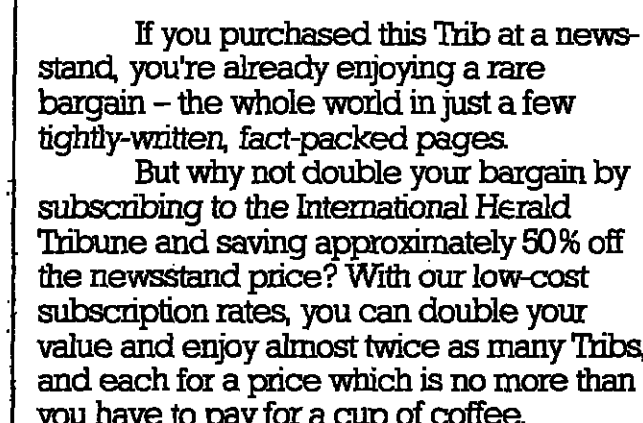 If you purchased this Trib at a news-
stand, you're already enjoying a rare
bargain – the whole world in just a few
tightly-written, fact-packed pages.
But why not double your bargain by
subscribing to the International Herald
Tribune and saving approximately 50% off
the newsstand price? With our low-cost
subscription rates, you can double your
value and enjoy almost twice as many Tribs,
and each for a price which is no more than
you have to pay for a cup of coffee.